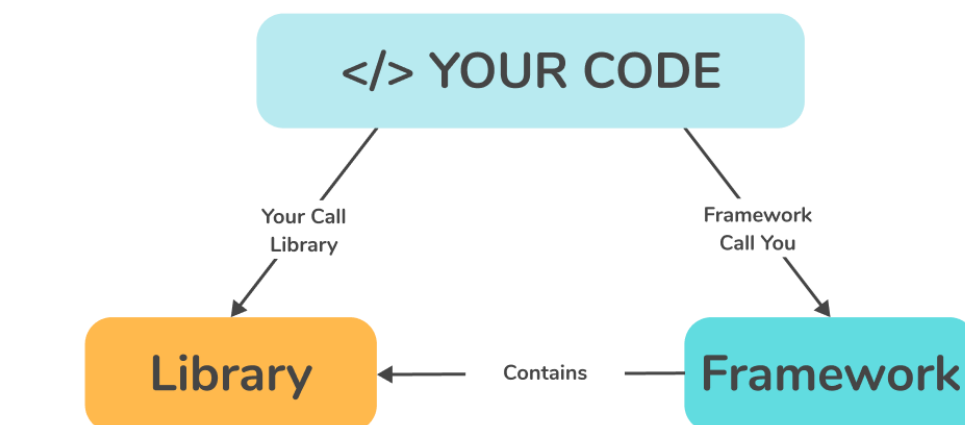 </> YOUR CODE
Your Call
Library
Framework
Call You
Library
Contains
Framework